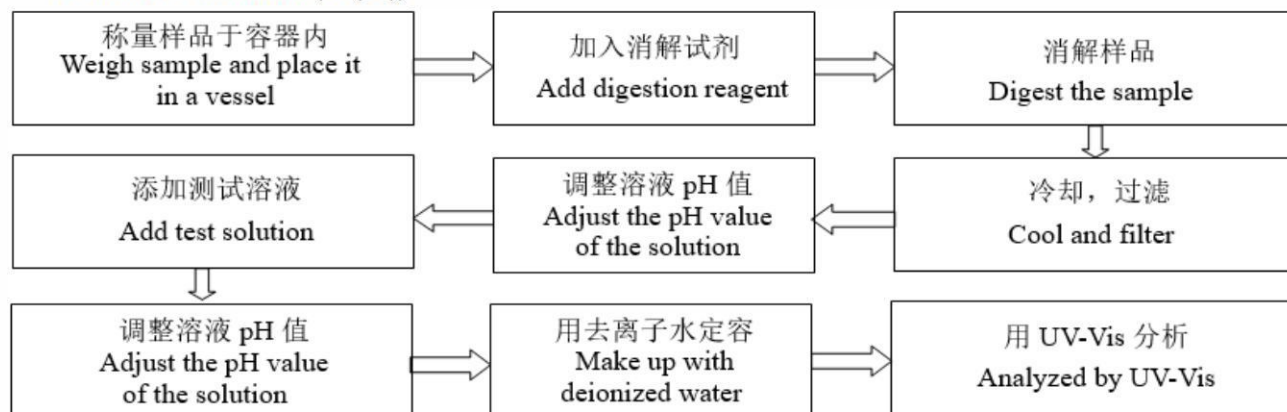 称量样品于容器内
Weigh sample and place it
in a vessel
加入消解试剂
Add digestion reagent
消解样品
Digest the sample
冷却，过滤
Cool and filter
调整溶液 pH 值
Adjust the pH value
of the solution
添加测试溶液
Add test solution
调整溶液 pH 值
Adjust the pH value
of the solution
用去离子水定容
Make up with
deionized water
用 UV-Vis 分析
Analyzed by UV-Vis